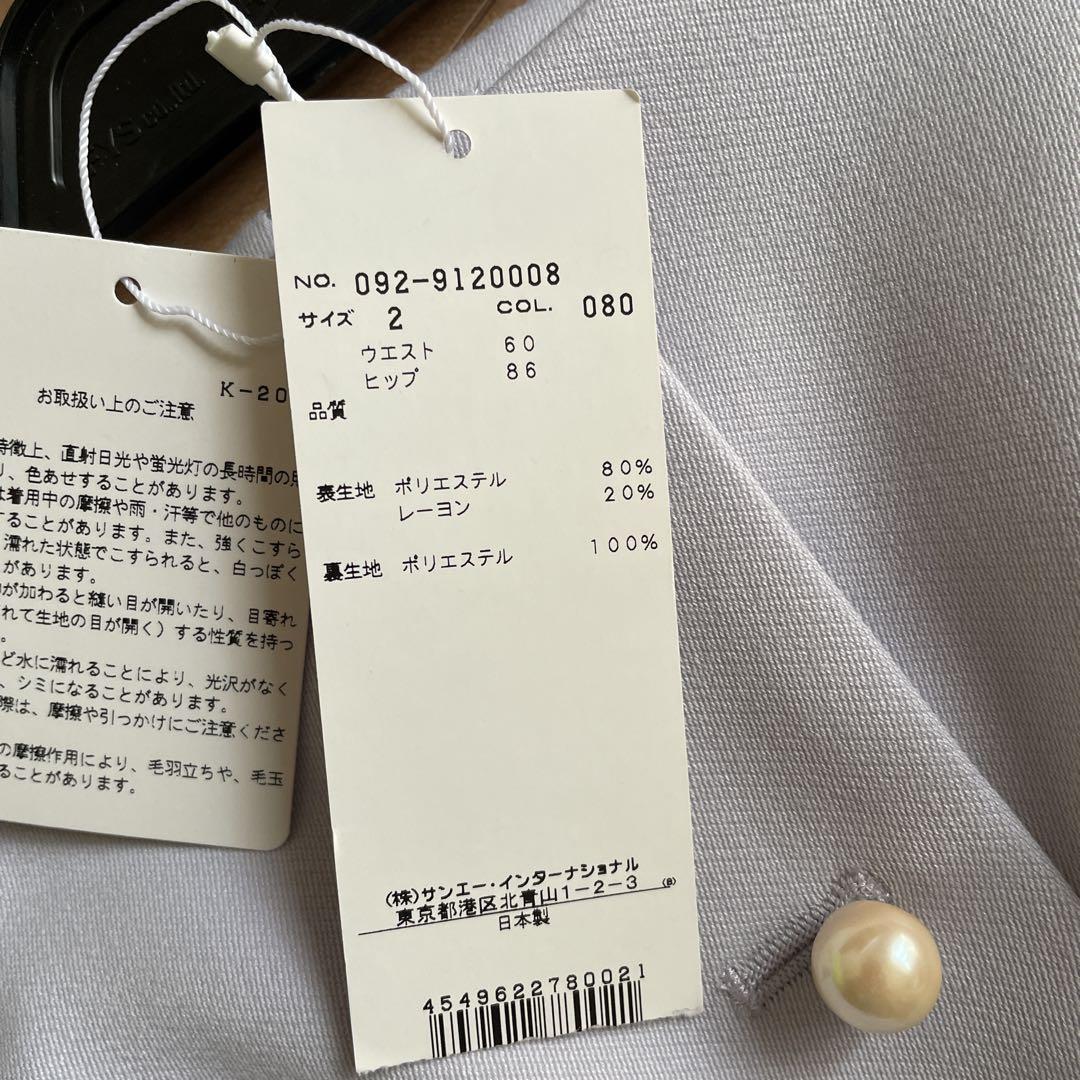 co.,ltd.
NO. 092-9120008
サイズ 2 COL. 080
ウエスト 60
ヒップ 86
品質
表生地 ポリエステル 80%
レーヨン 20%
裏生地 ポリエステル 100%
(株)サンエー・インターナショナル
東京都港区北青山1-2-3 (B)
日本製
4549622780021
K-20
お取扱い上のご注意
特徴上、直射日光や蛍光灯の長時間の
り、色あせすることがあります。
は着用中の摩擦や雨・汗等で他のものに
することがあります。また、強くこすら
濡れた状態でこすられると、白っぽく
があります。
が加わると縫い目が開いたり、目寄れ
れて生地の目が開く)する性質を持っ
。
ど水に濡れることにより、光沢がなく
、シミになることがあります。
際は、摩擦や引っかけにご注意くださ
の摩擦作用により、毛羽立ちや、毛玉
ることがあります。